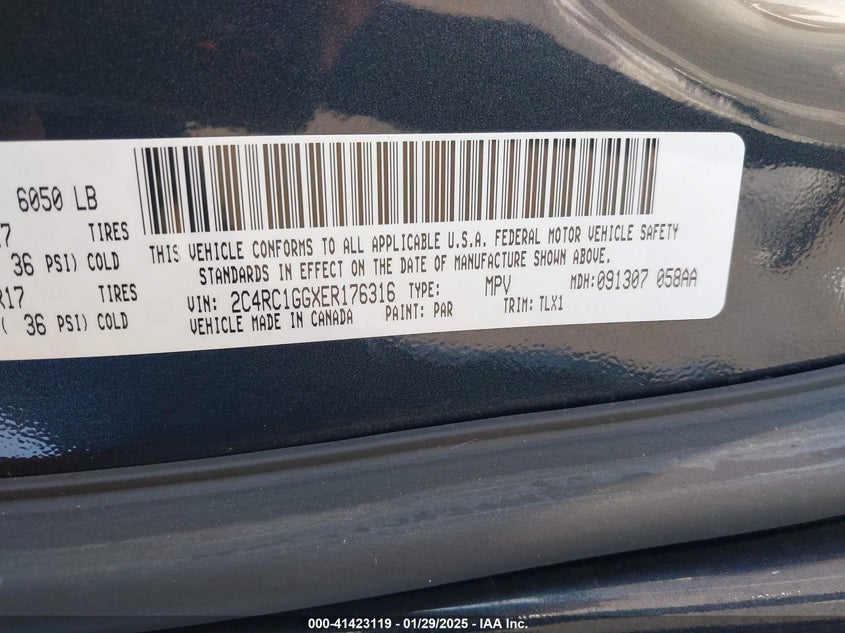 6050 LB
7 TIRES
36 PSI) COLD
R17 TIRES
( 36 PSI) COLD
THIS VEHICLE CONFORMS TO ALL APPLICABLE U.S.A. FEDERAL MOTOR VEHICLE SAFETY
STANDARDS IN EFFECT ON THE DATE OF MANUFACTURE SHOWN ABOVE.
VIN: 2C4RC1GGXER176316 TYPE: MPV MDH:091307 058AA
VEHICLE MADE IN CANADA PAINT: PAR TRIM: TLX1
000-41423119 - 01/29/2025 - IAA Inc.